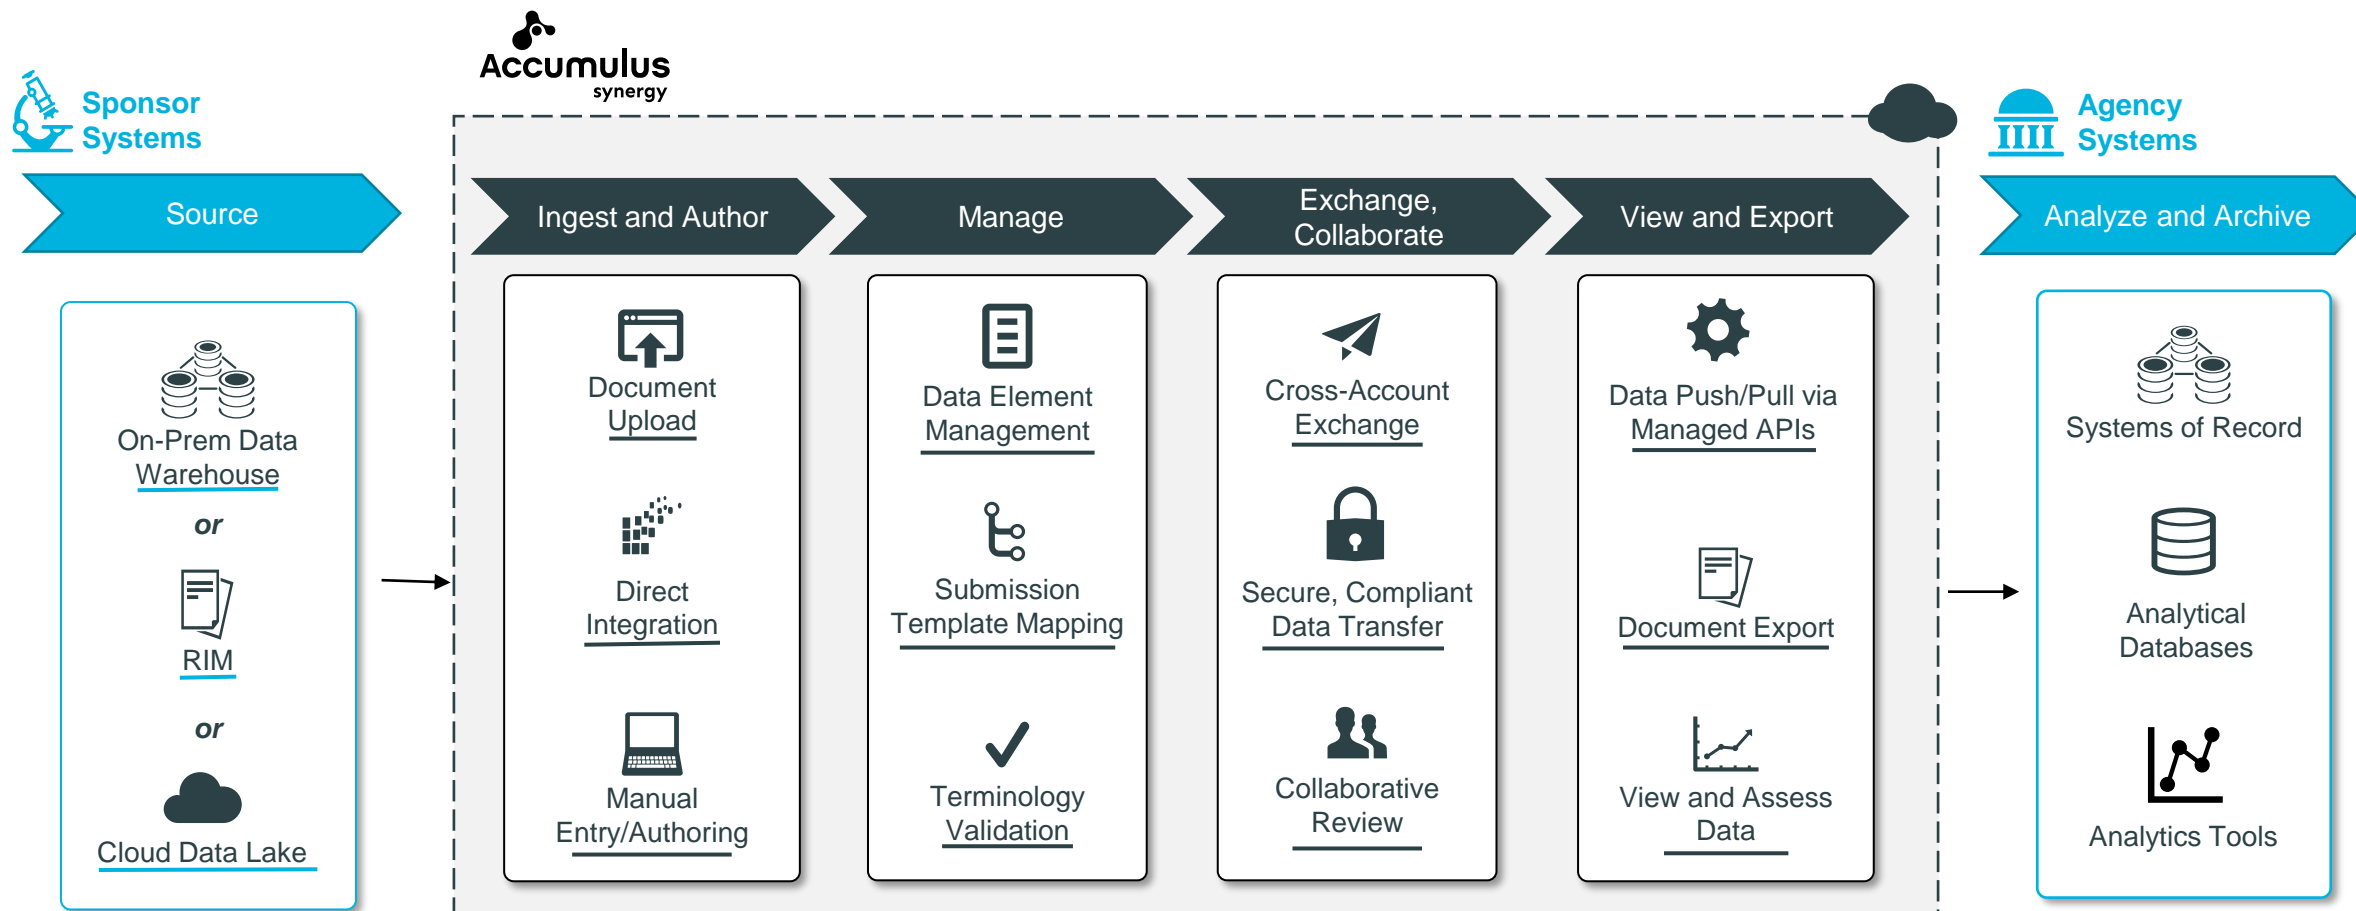 Accumulus
synergy
Sponsor
Systems
Agency
Systems
Source
Ingest and Author
Manage
Exchange,
Collaborate
View and Export
Analyze and Archive
On-Prem Data
Warehouse
or
RIM
or
Cloud Data Lake
Document
Upload
Direct
Integration
Manual
Entry/Authoring
Data Element
Management
Submission
Template Mapping
Terminology
Validation
Cross-Account
Exchange
Secure, Compliant
Data Transfer
Collaborative
Review
Data Push/Pull via
Managed APIs
Document Export
View and Assess
Data
Systems of Record
Analytical
Databases
Analytics Tools